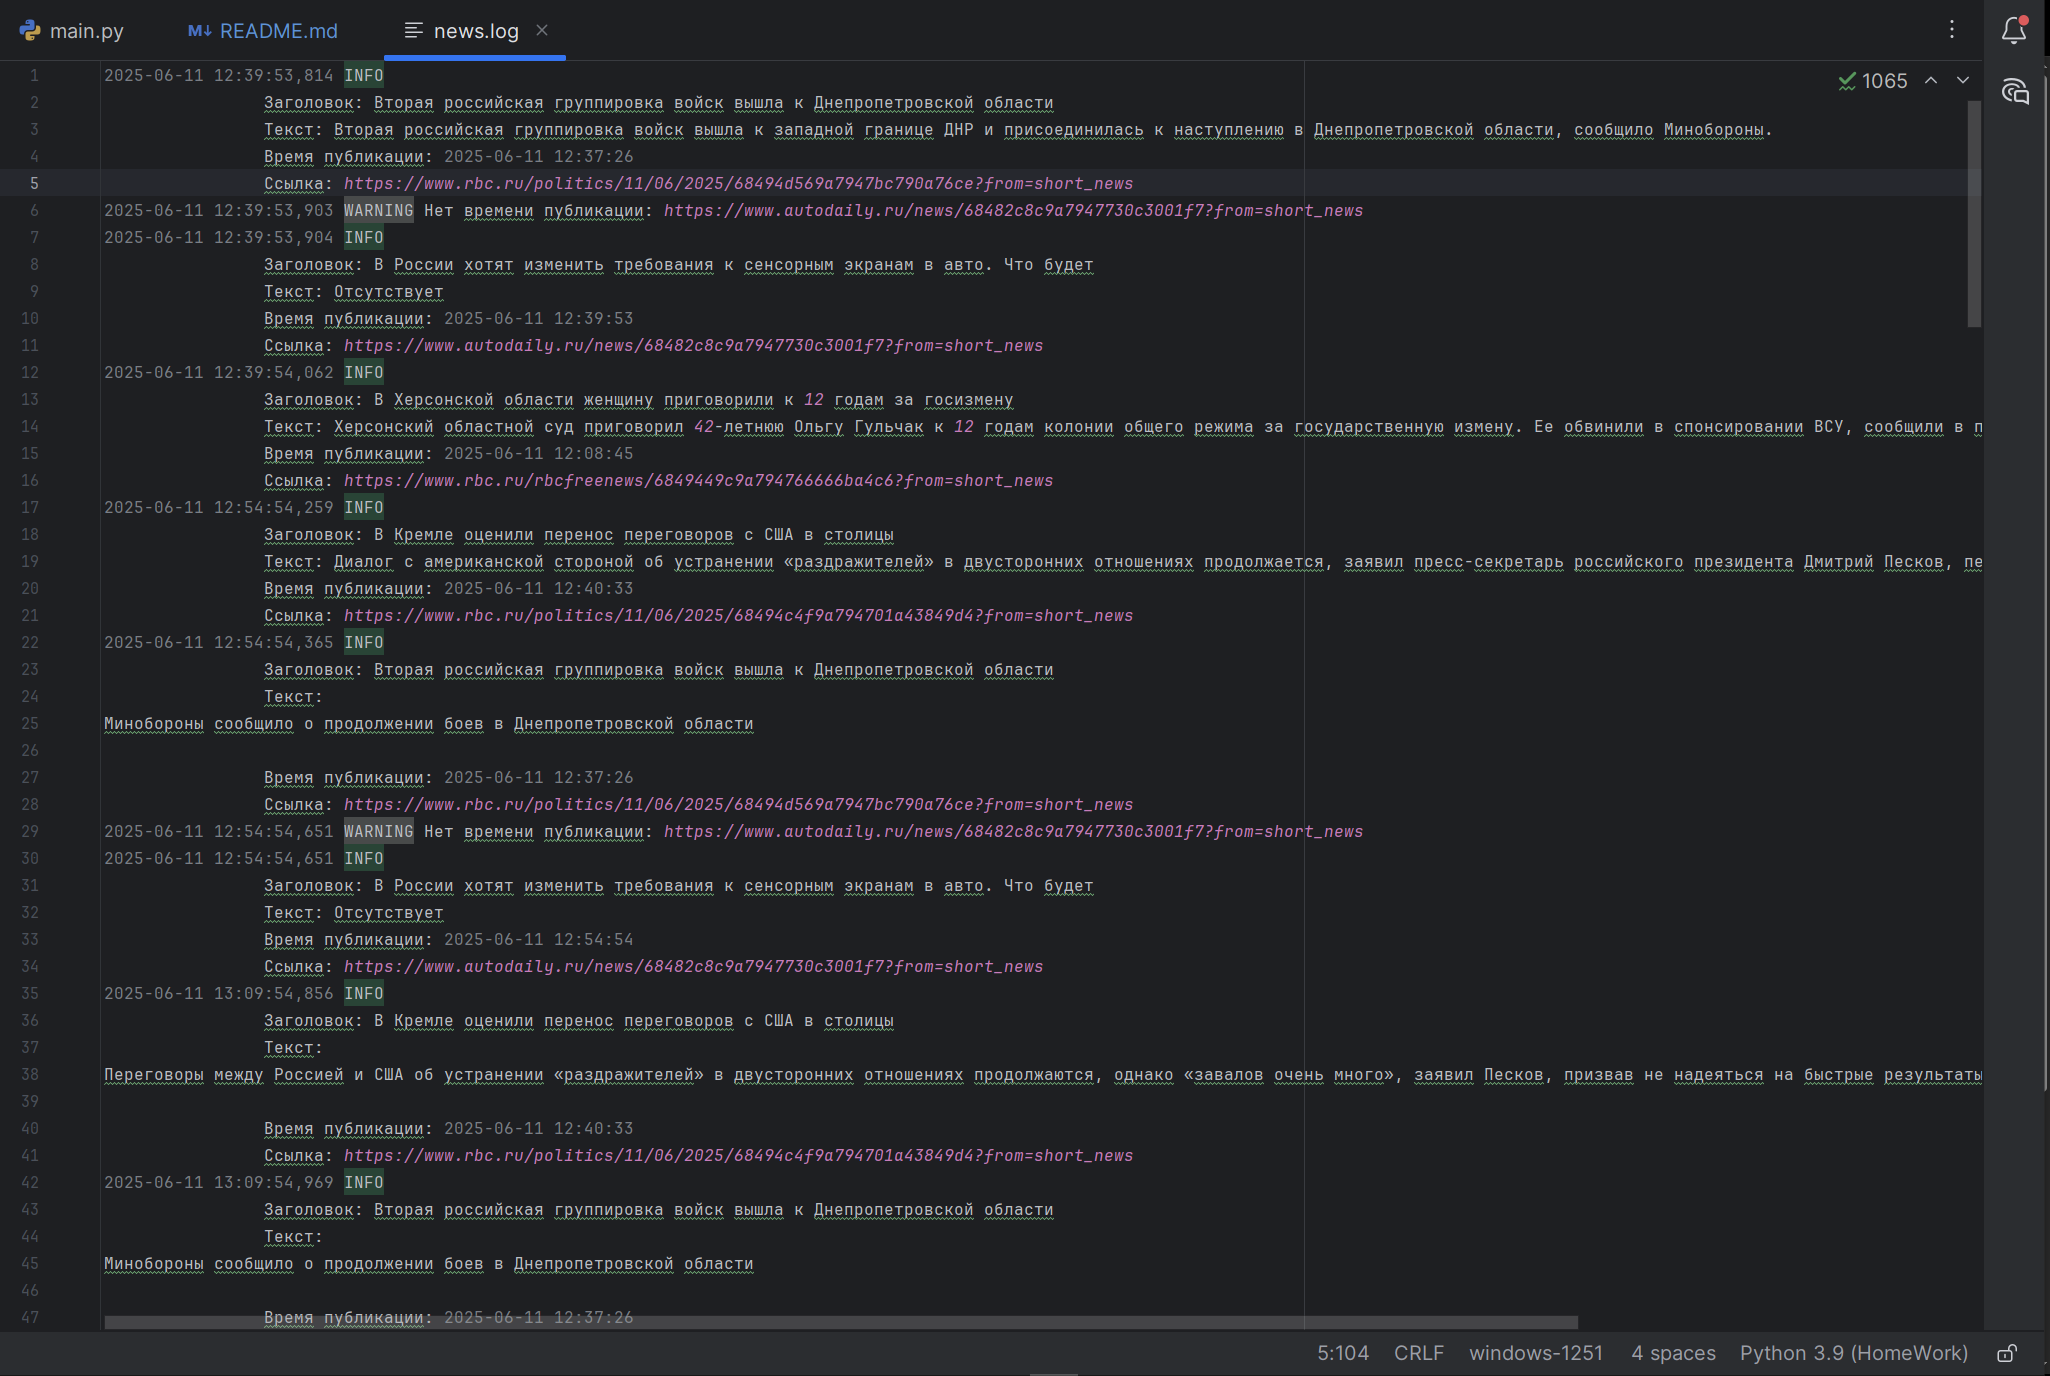 main.py
README.md
news.log
1065
1 2025-06-11 12:39:53,814 INFO
2 Заголовок: Вторая российская группировка войск вышла к Днепропетровской области
3 Текст: Вторая российская группировка войск вышла к западной границе ДНР и присоединилась к наступлению в Днепропетровской области, сообщило Минобороны.
4 Время публикации: 2025-06-11 12:37:26
5 Ссылка: https://www.rbc.ru/politics/11/06/2025/68494d569a7947bc790a76ce?from=short_news
6 2025-06-11 12:39:53,903 WARNING Нет времени публикации: https://www.autodaily.ru/news/68482c8c9a7947730c3001f7?from=short_news
7 2025-06-11 12:39:53,904 INFO
8 Заголовок: В России хотят изменить требования к сенсорным экранам в авто. Что будет
9 Текст: Отсутствует
10 Время публикации: 2025-06-11 12:39:53
11 Ссылка: https://www.autodaily.ru/news/68482c8c9a7947730c3001f7?from=short_news
12 2025-06-11 12:39:54,062 INFO
13 Заголовок: В Херсонской области женщину приговорили к 12 годам за госизмену
14 Текст: Херсонский областной суд приговорил 42-летнюю Ольгу Гульчак к 12 годам колонии общего режима за государственную измену. Ее обвинили в спонсировании ВСУ, сообщили в п
15 Время публикации: 2025-06-11 12:08:45
16 Ссылка: https://www.rbc.ru/rbcfreenews/6849449c9a794766666ba4c6?from=short_news
17 2025-06-11 12:54:54,259 INFO
18 Заголовок: В Кремле оценили перенос переговоров с США в столицы
19 Текст: Диалог с американской стороной об устранении «раздражителей» в двусторонних отношениях продолжается, заявил пресс-секретарь российского президента Дмитрий Песков, пе
20 Время публикации: 2025-06-11 12:40:33
21 Ссылка: https://www.rbc.ru/politics/11/06/2025/68494c4f9a794701a43849d4?from=short_news
22 2025-06-11 12:54:54,365 INFO
23 Заголовок: Вторая российская группировка войск вышла к Днепропетровской области
24 Текст:
25 Минобороны сообщило о продолжении боев в Днепропетровской области
26
27 Время публикации: 2025-06-11 12:37:26
28 Ссылка: https://www.rbc.ru/politics/11/06/2025/68494d569a7947bc790a76ce?from=short_news
29 2025-06-11 12:54:54,651 WARNING Нет времени публикации: https://www.autodaily.ru/news/68482c8c9a7947730c3001f7?from=short_news
30 2025-06-11 12:54:54,651 INFO
31 Заголовок: В России хотят изменить требования к сенсорным экранам в авто. Что будет
32 Текст: Отсутствует
33 Время публикации: 2025-06-11 12:54:54
34 Ссылка: https://www.autodaily.ru/news/68482c8c9a7947730c3001f7?from=short_news
35 2025-06-11 13:09:54,856 INFO
36 Заголовок: В Кремле оценили перенос переговоров с США в столицы
37 Текст:
38 Переговоры между Россией и США об устранении «раздражителей» в двусторонних отношениях продолжаются, однако «завалов очень много», заявил Песков, призвав не надеяться на быстрые результаты
39
40 Время публикации: 2025-06-11 12:40:33
41 Ссылка: https://www.rbc.ru/politics/11/06/2025/68494c4f9a794701a43849d4?from=short_news
42 2025-06-11 13:09:54,969 INFO
43 Заголовок: Вторая российская группировка войск вышла к Днепропетровской области
44 Текст:
45 Минобороны сообщило о продолжении боев в Днепропетровской области
46
47 Время публикации: 2025-06-11 12:37:26
5:104 CRLF windows-1251 4 spaces Python 3.9 (HomeWork)